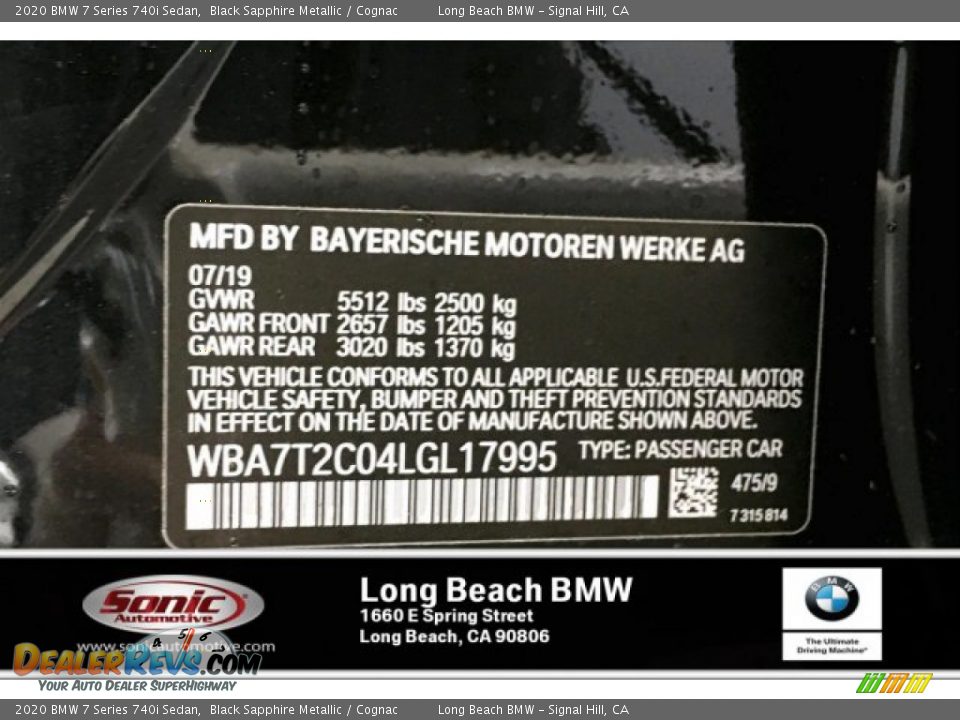 2020 BMW 7 Series 740i Sedan, Black Sapphire Metallic / Cognac Long Beach BMW - Signal Hill, CA
MFD BY BAYERISCHE MOTOREN WERKE AG
07/19
GVWR 5512 lbs 2500 kg
GAWR FRONT 2657 lbs 1205 kg
GAWR REAR 3020 lbs 1370 kg
THIS VEHICLE CONFORMS TO ALL APPLICABLE U.S.FEDERAL MOTOR
VEHICLE SAFETY, BUMPER AND THEFT PREVENTION STANDARDS
IN EFFECT ON THE DATE OF MANUFACTURE SHOWN ABOVE.
WBA7T2C04LGL17995 TYPE: PASSENGER CAR
475/9
7315814
Sonic
Automotive
www.sonicautomotive.com
Long Beach BMW
1660 E Spring Street
Long Beach, CA 90806
BMW
The Ultimate
Driving Machine®
4 5 6
DealerRevs.com
Your Auto Dealer SuperHighway
2020 BMW 7 Series 740i Sedan, Black Sapphire Metallic / Cognac Long Beach BMW - Signal Hill, CA